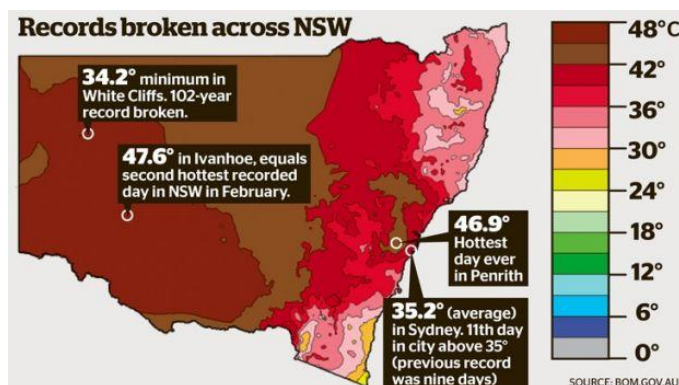 Records broken across NSW
34.2° minimum in
White Cliffs. 102-year
record broken.
47.6° in Ivanhoe, equals
second hottest recorded
day in NSW in February.
46.9°
Hottest
day ever
in Penrith
35.2° (average)
in Sydney. 11th day
in city above 35°
(previous record
was nine days)
48°C
42°
36°
30°
24°
18°
12°
6°
0°
SOURCE: BOM.GOV.AU